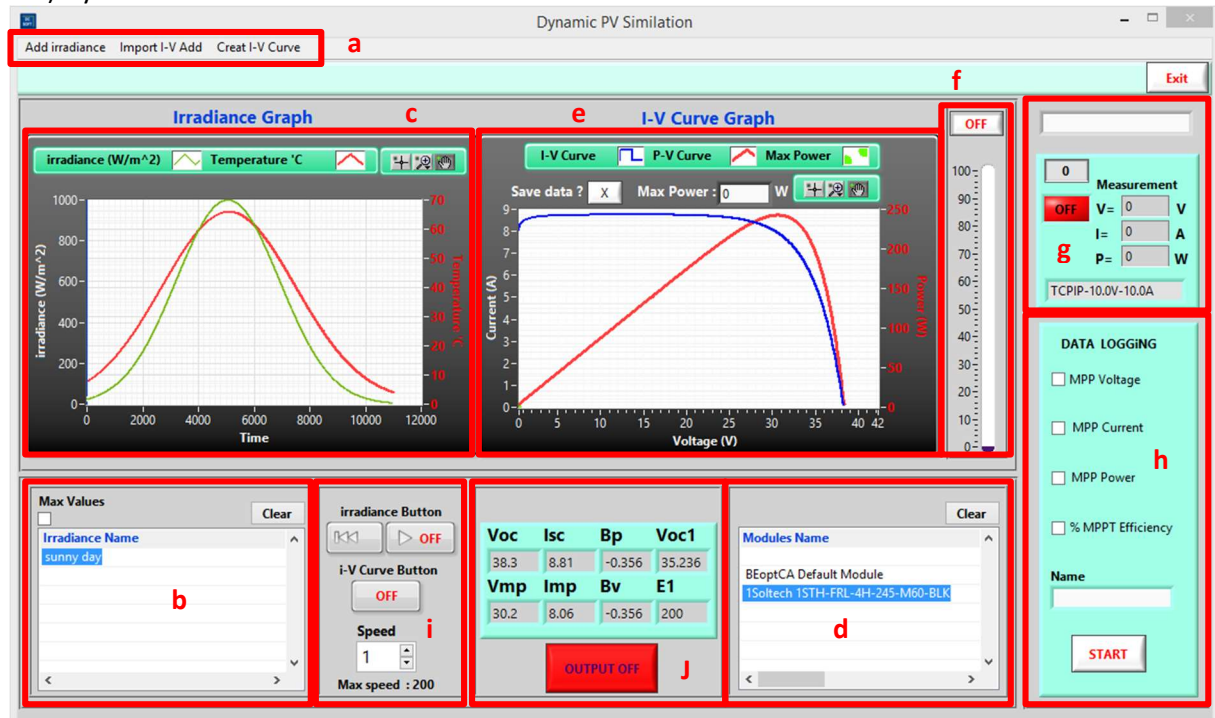 Dynamic PV Similation
Add irradiance Import I-V Add Creat I-V Curve
a
f
Exit
Irradiance Graph
c
e
I-V Curve Graph
OFF
irradiance (W/m^2) Temperature 'C
I-V Curve P-V Curve Max Power
Save data ? X Max Power : 0 W
1000
800
600
400
200
0
irradiance (W/m^2)
70
60
50
40
30
20
10
0
Temperature 'C
0 2000 4000 6000 8000 10000 12000
Time
9
8
7
6
5
4
3
2
1
0
Current (A)
250
200
150
100
50
0
Power (W)
0 5 10 15 20 25 30 35 40 42
Voltage (V)
100
90
80
70
60
50
40
30
20
10
0
0
Measurement
OFF V= 0 V
I= 0 A
g P= 0 W
TCPIP-10.0V-10.0A
DATA LOGGiNG
MPP Voltage
MPP Current
h
MPP Power
% MPPT Efficiency
Name
START
Max Values
Clear
Irradiance Name
sunny day
b
irradiance Button
OFF
i-V Curve Button
OFF
Speed
i
1
Max speed : 200
Voc Isc Bp Voc1
38.3 8.81 -0.356 35.236
Vmp Imp Bv E1
30.2 8.06 -0.356 200
OUTPUT OFF
J
Clear
Modules Name
BEoptCA Default Module
1Soltech 1STH-FRL-4H-245-M60-BLK
d